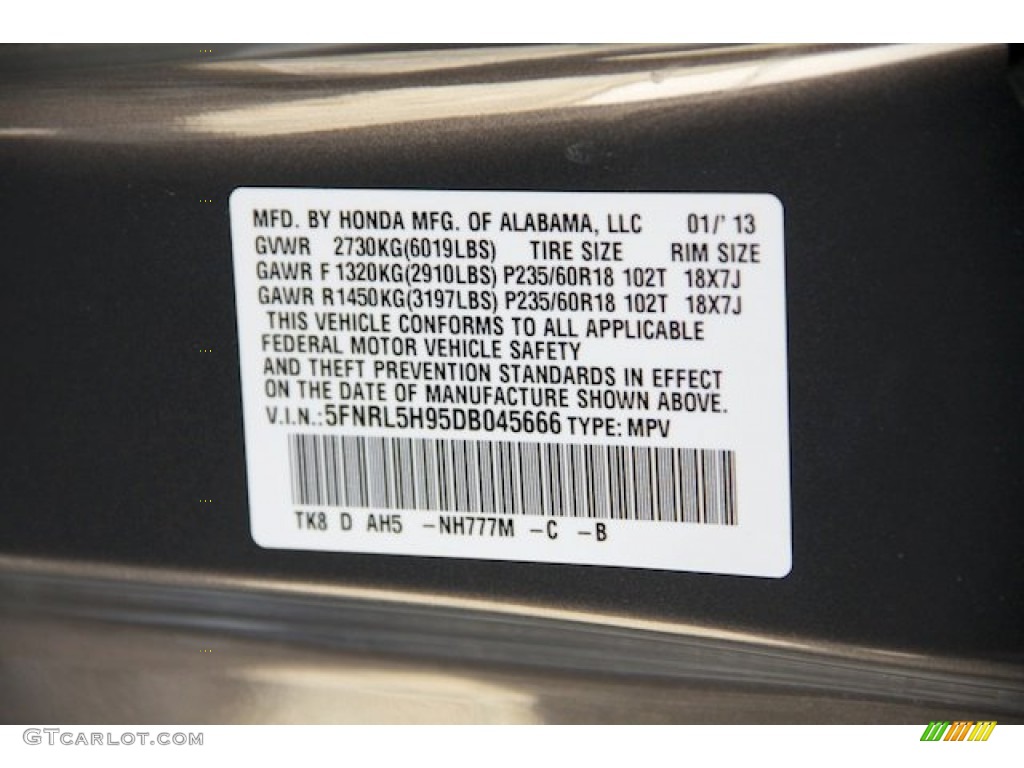 MFD. BY HONDA MFG. OF ALABAMA, LLC 01/' 13
GVWR 2730KG(6019LBS) TIRE SIZE RIM SIZE
GAWR F 1320KG(2910LBS) P235/60R18 102T 18X7J
GAWR R1450KG(3197LBS) P235/60R18 102T 18X7J
THIS VEHICLE CONFORMS TO ALL APPLICABLE
FEDERAL MOTOR VEHICLE SAFETY
AND THEFT PREVENTION STANDARDS IN EFFECT
ON THE DATE OF MANUFACTURE SHOWN ABOVE.
V.I.N.:5FNRL5H95DB045666 TYPE: MPV
TK8 D AH5 -NH777M -C -B
GTCARLOT.COM